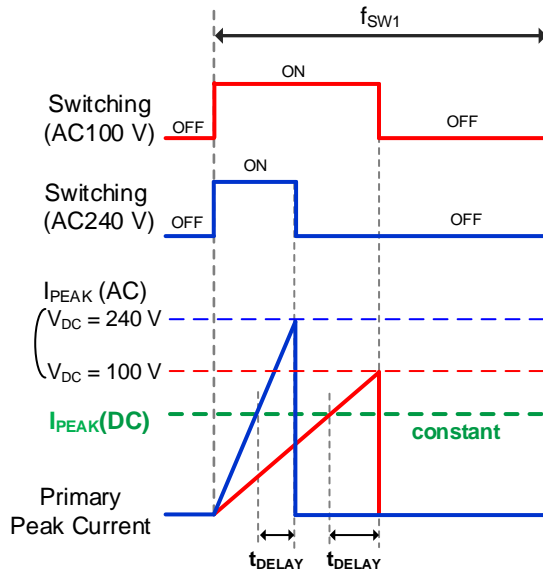 fSW1
ON
Switching
(AC100 V)
OFF
OFF
ON
Switching
(AC240 V)
OFF
OFF
IPEAK (AC)
VDC = 240 V
VDC = 100 V
IPEAK(DC)
constant
Primary
Peak Current
tDELAY
tDELAY